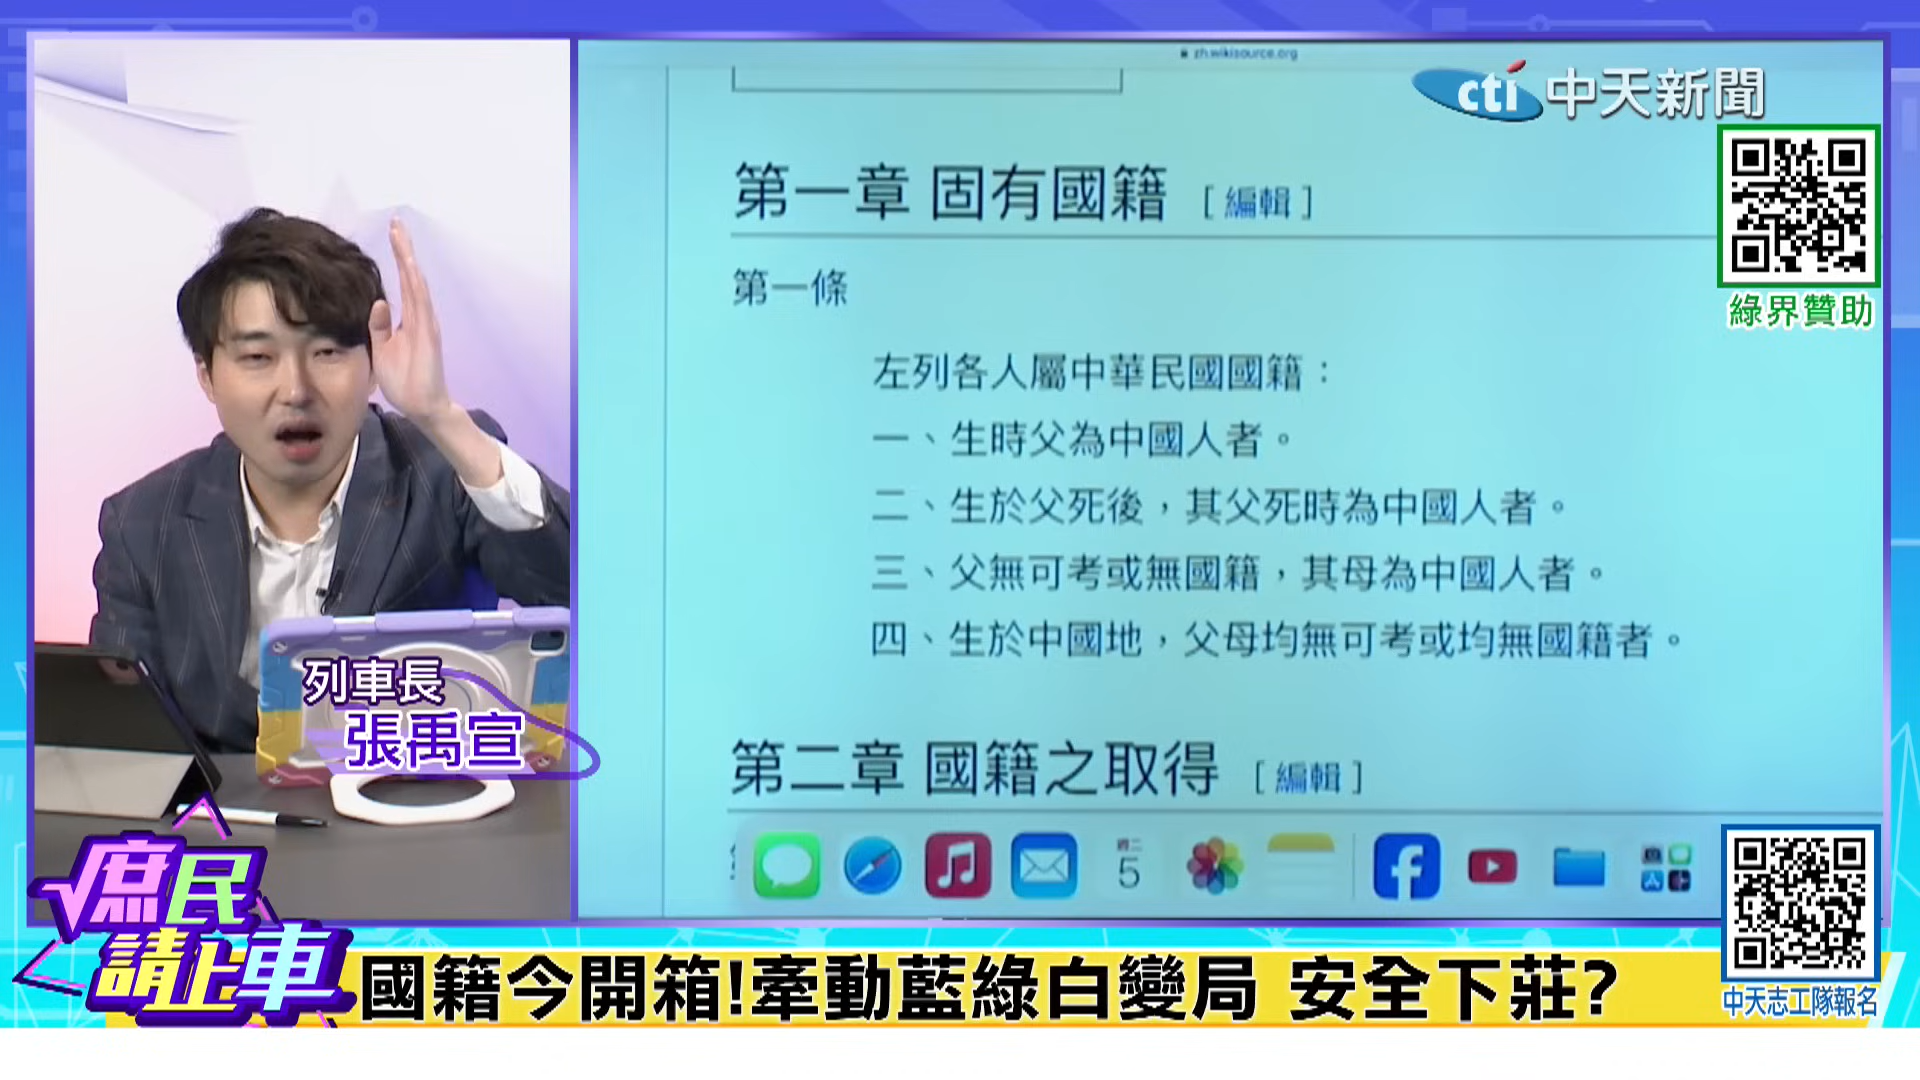 zh.wikisource.org
cti 中天新聞
第一章 固有國籍 [編輯]
綠界贊助
第一條
左列各人屬中華民國國籍：
一、生時父為中國人者。
二、生於父死後，其父死時為中國人者。
三、父無可考或無國籍，其母為中國人者。
四、生於中國地，父母均無可考或均無國籍者。
列車長
張禹宣
第二章 國籍之取得 [編輯]
週二
5
庶民
請上車
國籍今開箱!牽動藍綠白變局 安全下莊?
中天志工隊報名